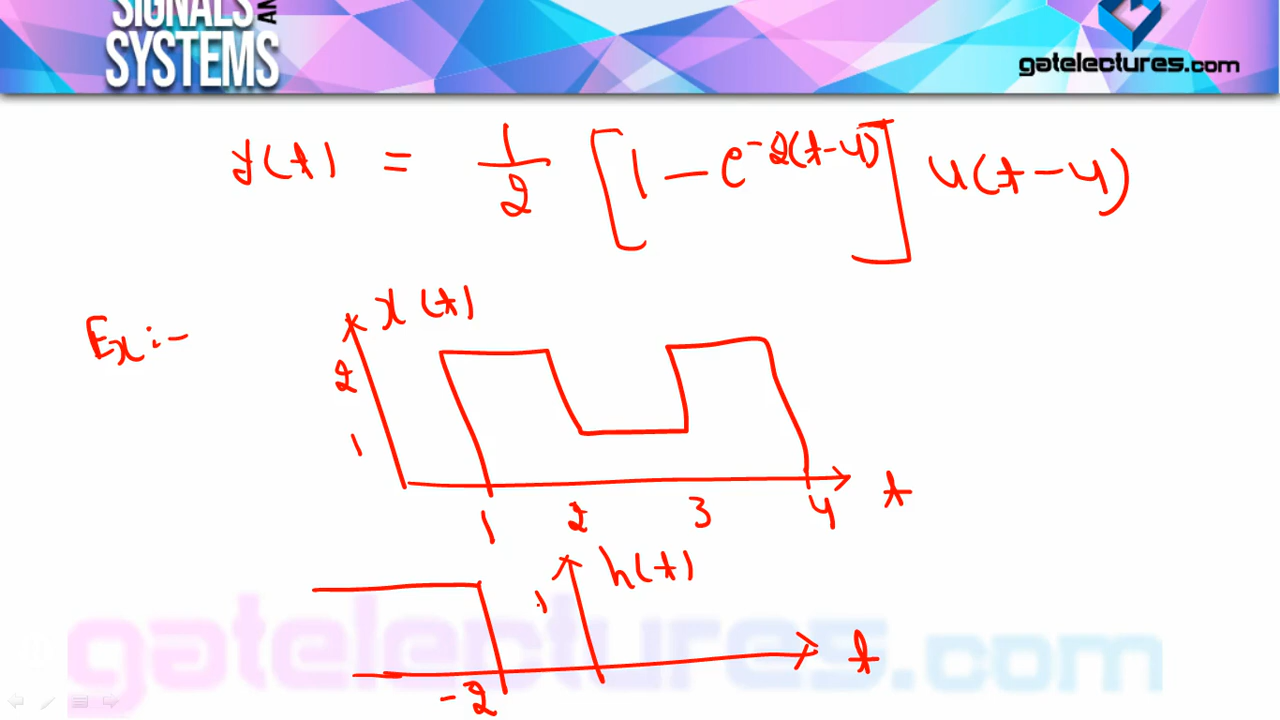 SIGNALS AND
SYSTEMS
gatelectures.com
y(t) = 1/2 [1 - e^-2(t-4)] u(t-4)
Ex:-
x(t)
2
1
t
1 2 3 4
h(t)
1
t
-2
gatelectures.com